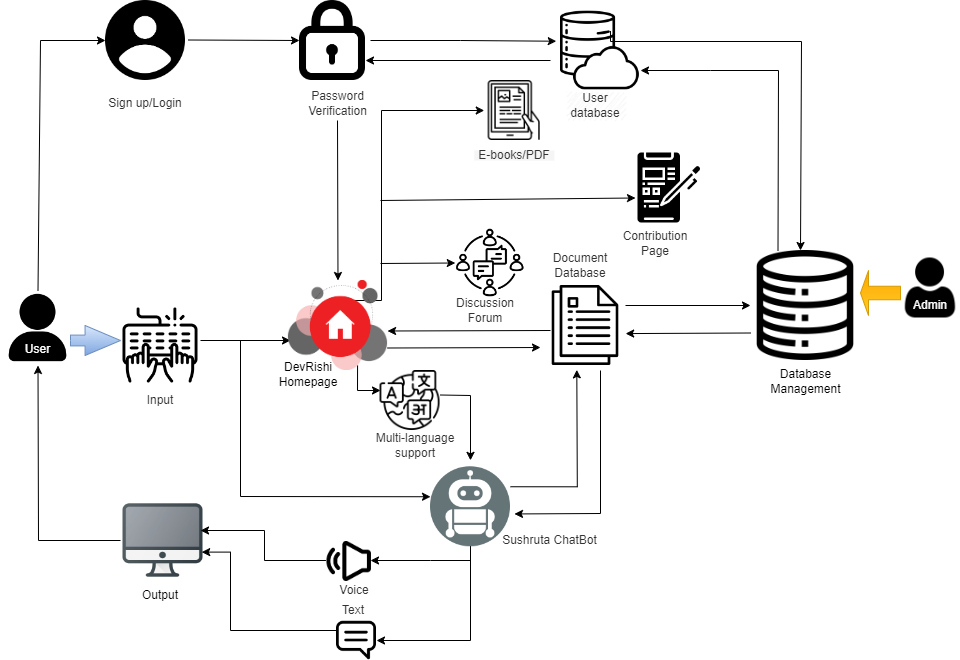 Sign up/Login
Password
Verification
User
database
E-books/PDF
Contribution
Page
Discussion
Forum
Document
Database
Admin
User
Input
DevRishi
Homepage
Database
Management
A
文
अ
Multi-language
support
Sushruta ChatBot
Output
Voice
Text